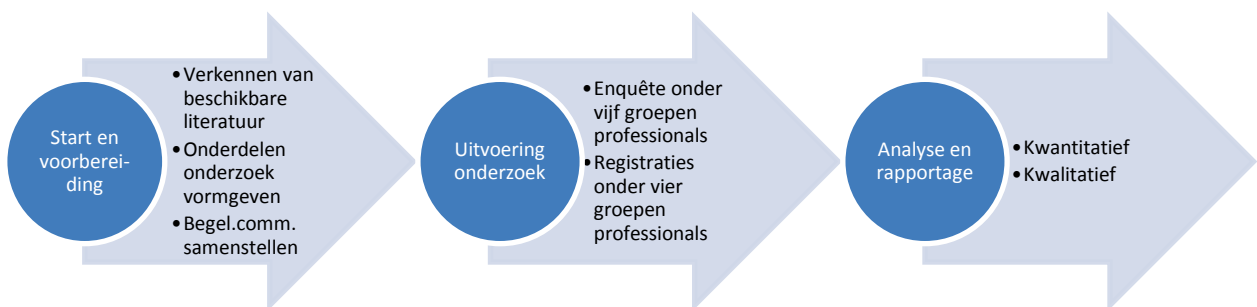 Start en
voorberei-
ding
•Verkennen van
beschikbare
literatuur
•Onderdelen
onderzoek
vormgeven
•Begel.comm.
samenstellen
Uitvoering
onderzoek
•Enquête onder
vijf groepen
professionals
•Registraties
onder vier
groepen
professionals
Analyse en
rapportage
•Kwantitatief
•Kwalitatief